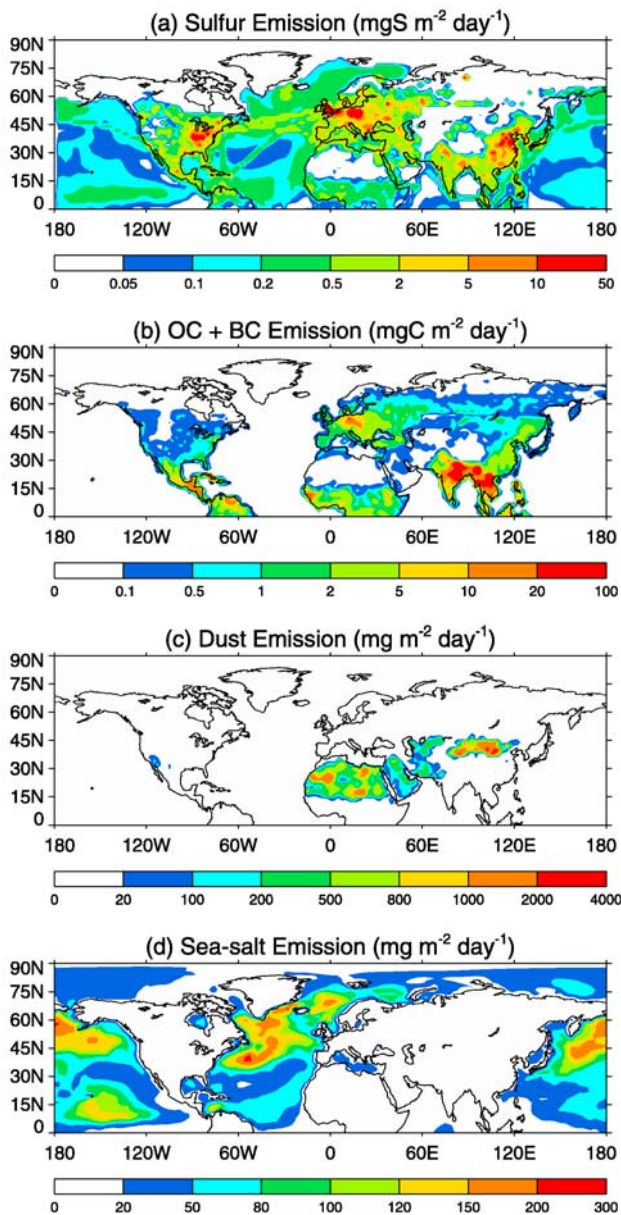 (a) Sulfur Emission (mgS m⁻² day⁻¹)
90N
75N
60N
45N
30N
15N
0
180 120W 60W 0 60E 120E 180
0 0.05 0.1 0.2 0.5 2 5 10 50
(b) OC + BC Emission (mgC m⁻² day⁻¹)
90N
75N
60N
45N
30N
15N
0
180 120W 60W 0 60E 120E 180
0 0.1 0.5 1 2 5 10 20 100
(c) Dust Emission (mg m⁻² day⁻¹)
90N
75N
60N
45N
30N
15N
0
180 120W 60W 0 60E 120E 180
0 20 100 200 500 800 1000 2000 4000
(d) Sea-salt Emission (mg m⁻² day⁻¹)
90N
75N
60N
45N
30N
15N
0
180 120W 60W 0 60E 120E 180
0 20 50 80 100 120 150 200 300